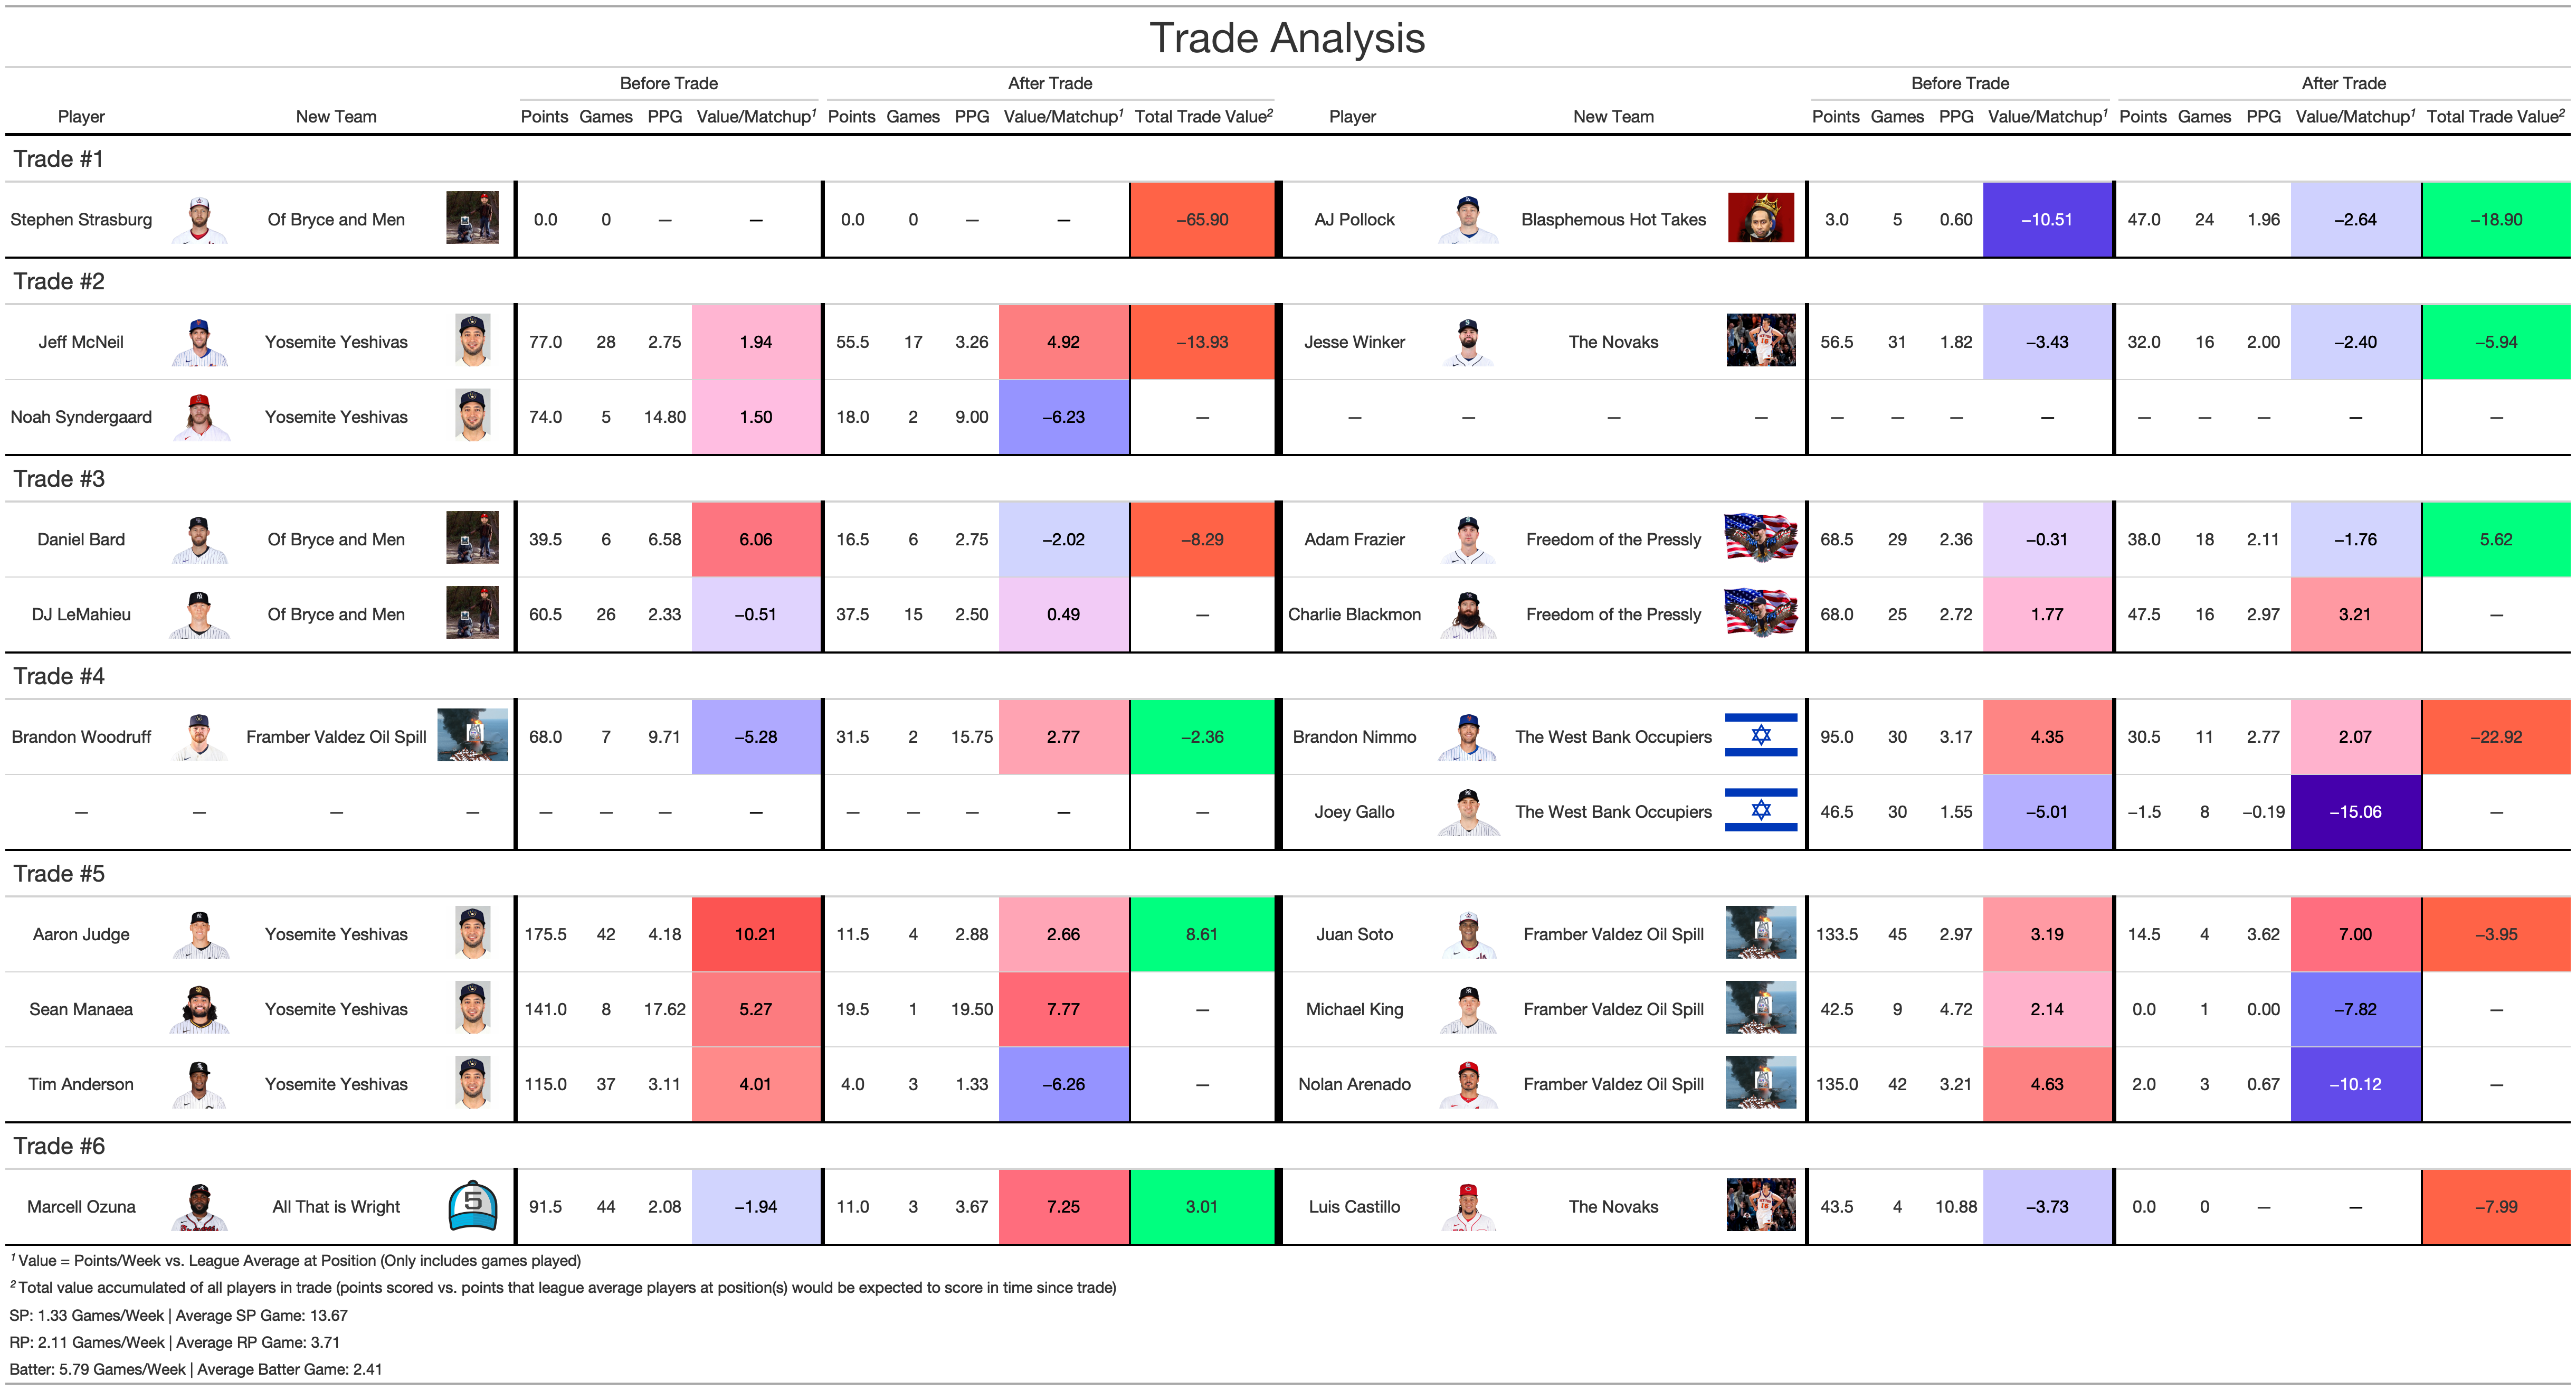 Trade Analysis
Before Trade After Trade Before Trade After Trade
Player New Team Points Games PPG Value/Matchup¹ Points Games PPG Value/Matchup¹ Total Trade Value² Player New Team Points Games PPG Value/Matchup¹ Points Games PPG Value/Matchup¹ Total Trade Value²
Trade #1
Stephen Strasburg Of Bryce and Men 0.0 0 — — 0.0 0 — — −65.90 AJ Pollock Blasphemous Hot Takes 3.0 5 0.60 −10.51 47.0 24 1.96 −2.64 −18.90
Trade #2
Jeff McNeil Yosemite Yeshivas 77.0 28 2.75 1.94 55.5 17 3.26 4.92 −13.93 Jesse Winker The Novaks 56.5 31 1.82 −3.43 32.0 16 2.00 −2.40 −5.94
Noah Syndergaard Yosemite Yeshivas 74.0 5 14.80 1.50 18.0 2 9.00 −6.23 — — — — — — — — — — — — — —
Trade #3
Daniel Bard Of Bryce and Men 39.5 6 6.58 6.06 16.5 6 2.75 −2.02 −8.29 Adam Frazier Freedom of the Pressly 68.5 29 2.36 −0.31 38.0 18 2.11 −1.76 5.62
DJ LeMahieu Of Bryce and Men 60.5 26 2.33 −0.51 37.5 15 2.50 0.49 — Charlie Blackmon Freedom of the Pressly 68.0 25 2.72 1.77 47.5 16 2.97 3.21 —
Trade #4
Brandon Woodruff Framber Valdez Oil Spill 68.0 7 9.71 −5.28 31.5 2 15.75 2.77 −2.36 Brandon Nimmo The West Bank Occupiers 95.0 30 3.17 4.35 30.5 11 2.77 2.07 −22.92
— — — — — — — — — — — — — Joey Gallo The West Bank Occupiers 46.5 30 1.55 −5.01 −1.5 8 −0.19 −15.06 —
Trade #5
Aaron Judge Yosemite Yeshivas 175.5 42 4.18 10.21 11.5 4 2.88 2.66 8.61 Juan Soto Framber Valdez Oil Spill 133.5 45 2.97 3.19 14.5 4 3.62 7.00 −3.95
Sean Manaea Yosemite Yeshivas 141.0 8 17.62 5.27 19.5 1 19.50 7.77 — Michael King Framber Valdez Oil Spill 42.5 9 4.72 2.14 0.0 1 0.00 −7.82 —
Tim Anderson Yosemite Yeshivas 115.0 37 3.11 4.01 4.0 3 1.33 −6.26 — Nolan Arenado Framber Valdez Oil Spill 135.0 42 3.21 4.63 2.0 3 0.67 −10.12 —
Trade #6
Marcell Ozuna All That is Wright 5 91.5 44 2.08 −1.94 11.0 3 3.67 7.25 3.01 Luis Castillo The Novaks 43.5 4 10.88 −3.73 0.0 0 — — −7.99
¹ Value = Points/Week vs. League Average at Position (Only includes games played)
² Total value accumulated of all players in trade (points scored vs. points that league average players at position(s) would be expected to score in time since trade)
SP: 1.33 Games/Week | Average SP Game: 13.67
RP: 2.11 Games/Week | Average RP Game: 3.71
Batter: 5.79 Games/Week | Average Batter Game: 2.41